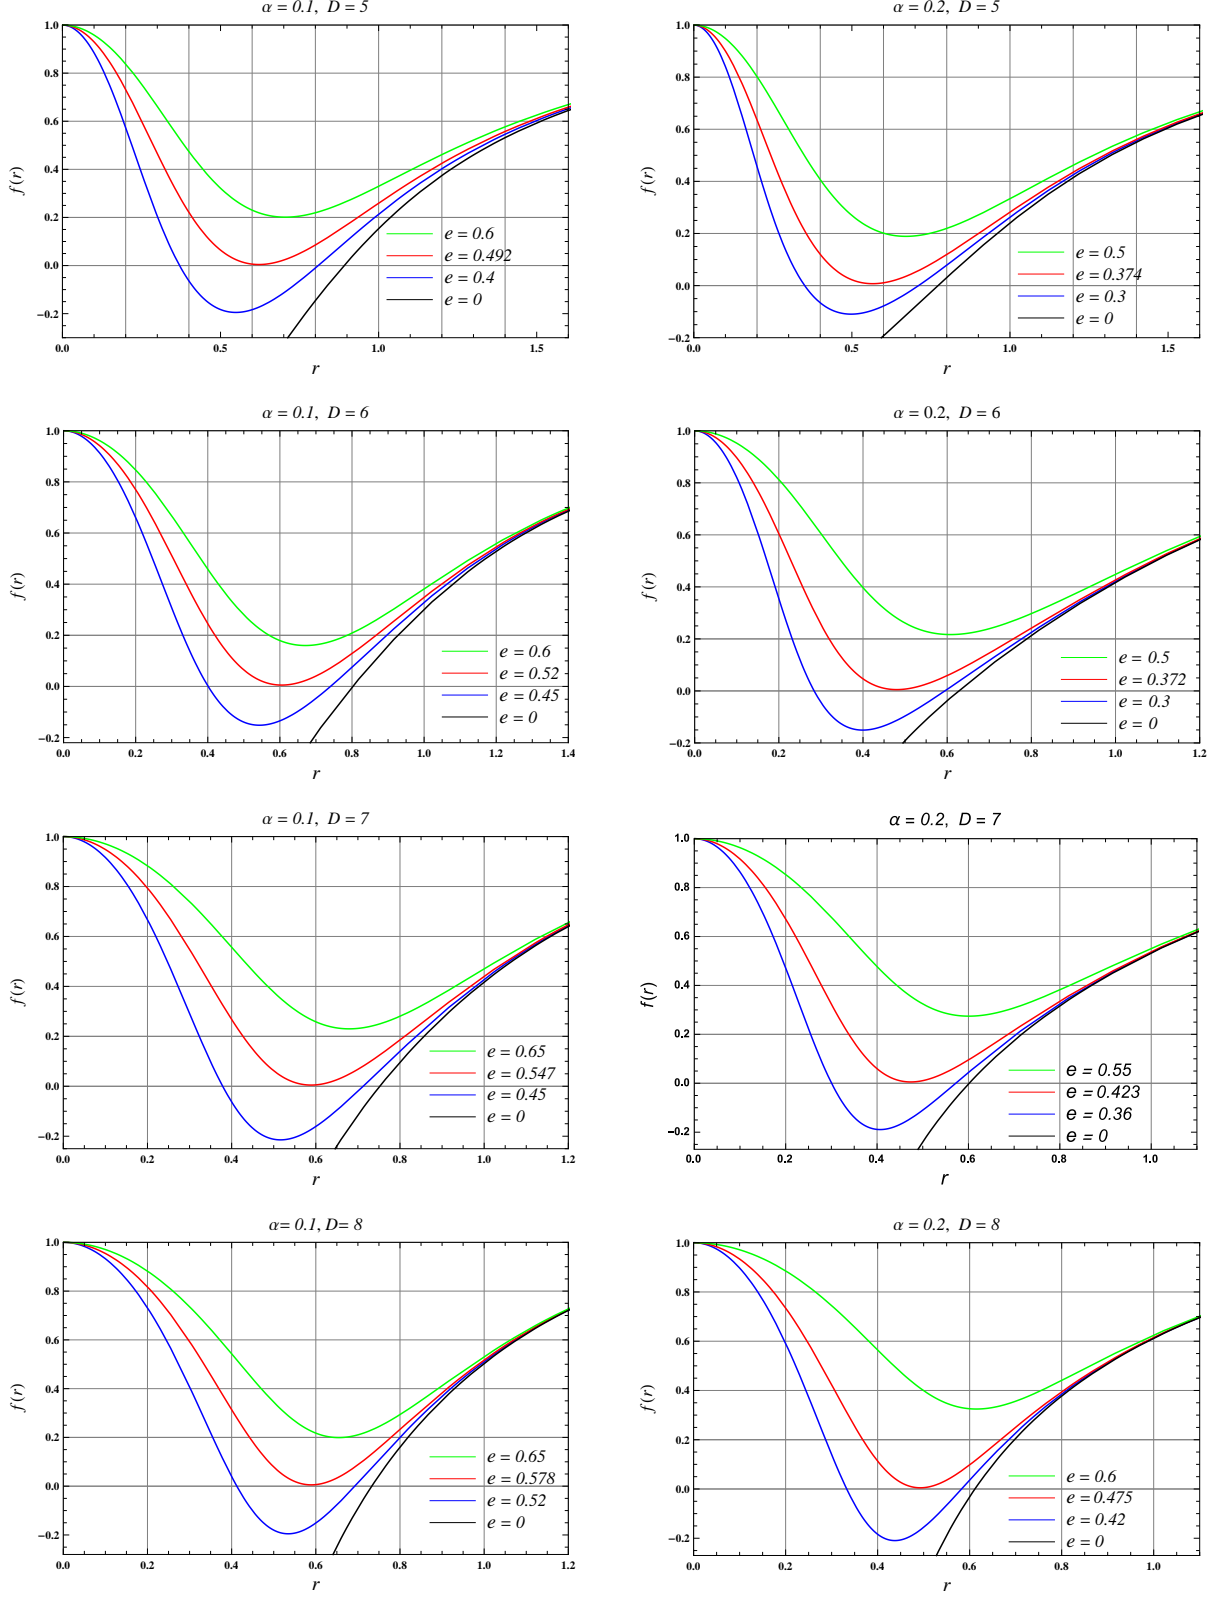 α = 0.1, D = 5
f(r)
1.0
0.8
0.6
0.4
0.2
0.0
−0.2
e = 0.6
e = 0.492
e = 0.4
e = 0
0.0 0.5 1.0 1.5
r
α = 0.2, D = 5
f(r)
1.0
0.8
0.6
0.4
0.2
0.0
−0.2
e = 0.5
e = 0.374
e = 0.3
e = 0
0.0 0.5 1.0 1.5
r
α = 0.1, D = 6
f(r)
1.0
0.8
0.6
0.4
0.2
0.0
−0.2
e = 0.6
e = 0.52
e = 0.45
e = 0
0.0 0.2 0.4 0.6 0.8 1.0 1.2 1.4
r
α = 0.2, D = 6
f(r)
1.0
0.8
0.6
0.4
0.2
0.0
−0.2
e = 0.5
e = 0.372
e = 0.3
e = 0
0.0 0.2 0.4 0.6 0.8 1.0 1.2
r
α = 0.1, D = 7
f(r)
1.0
0.8
0.6
0.4
0.2
0.0
−0.2
e = 0.65
e = 0.547
e = 0.45
e = 0
0.0 0.2 0.4 0.6 0.8 1.0 1.2
r
α = 0.2, D = 7
f(r)
1.0
0.8
0.6
0.4
0.2
0.0
-0.2
e = 0.55
e = 0.423
e = 0.36
e = 0
0.0 0.2 0.4 0.6 0.8 1.0
r
α= 0.1, D= 8
f(r)
1.0
0.8
0.6
0.4
0.2
0.0
−0.2
e = 0.65
e = 0.578
e = 0.52
e = 0
0.0 0.2 0.4 0.6 0.8 1.0 1.2
r
α = 0.2, D = 8
f(r)
1.0
0.8
0.6
0.4
0.2
0.0
−0.2
e = 0.6
e = 0.475
e = 0.42
e = 0
0.0 0.2 0.4 0.6 0.8 1.0
r